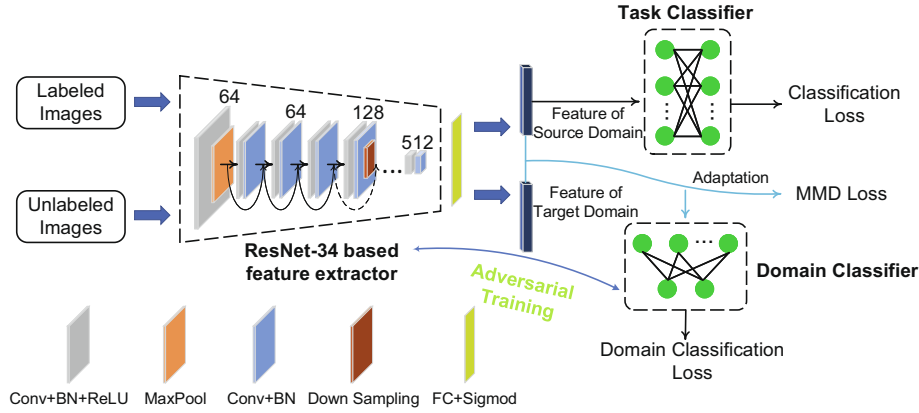 Task Classifier
Labeled
Images
64
64
128
512
Feature of
Source Domain
Classification
Loss
Unlabeled
Images
Feature of
Target Domain
Adaptation
MMD Loss
ResNet-34 based
feature extractor
Adversarial
Training
Domain Classifier
Domain Classification
Loss
Conv+BN+ReLU
MaxPool
Conv+BN
Down Sampling
FC+Sigmod